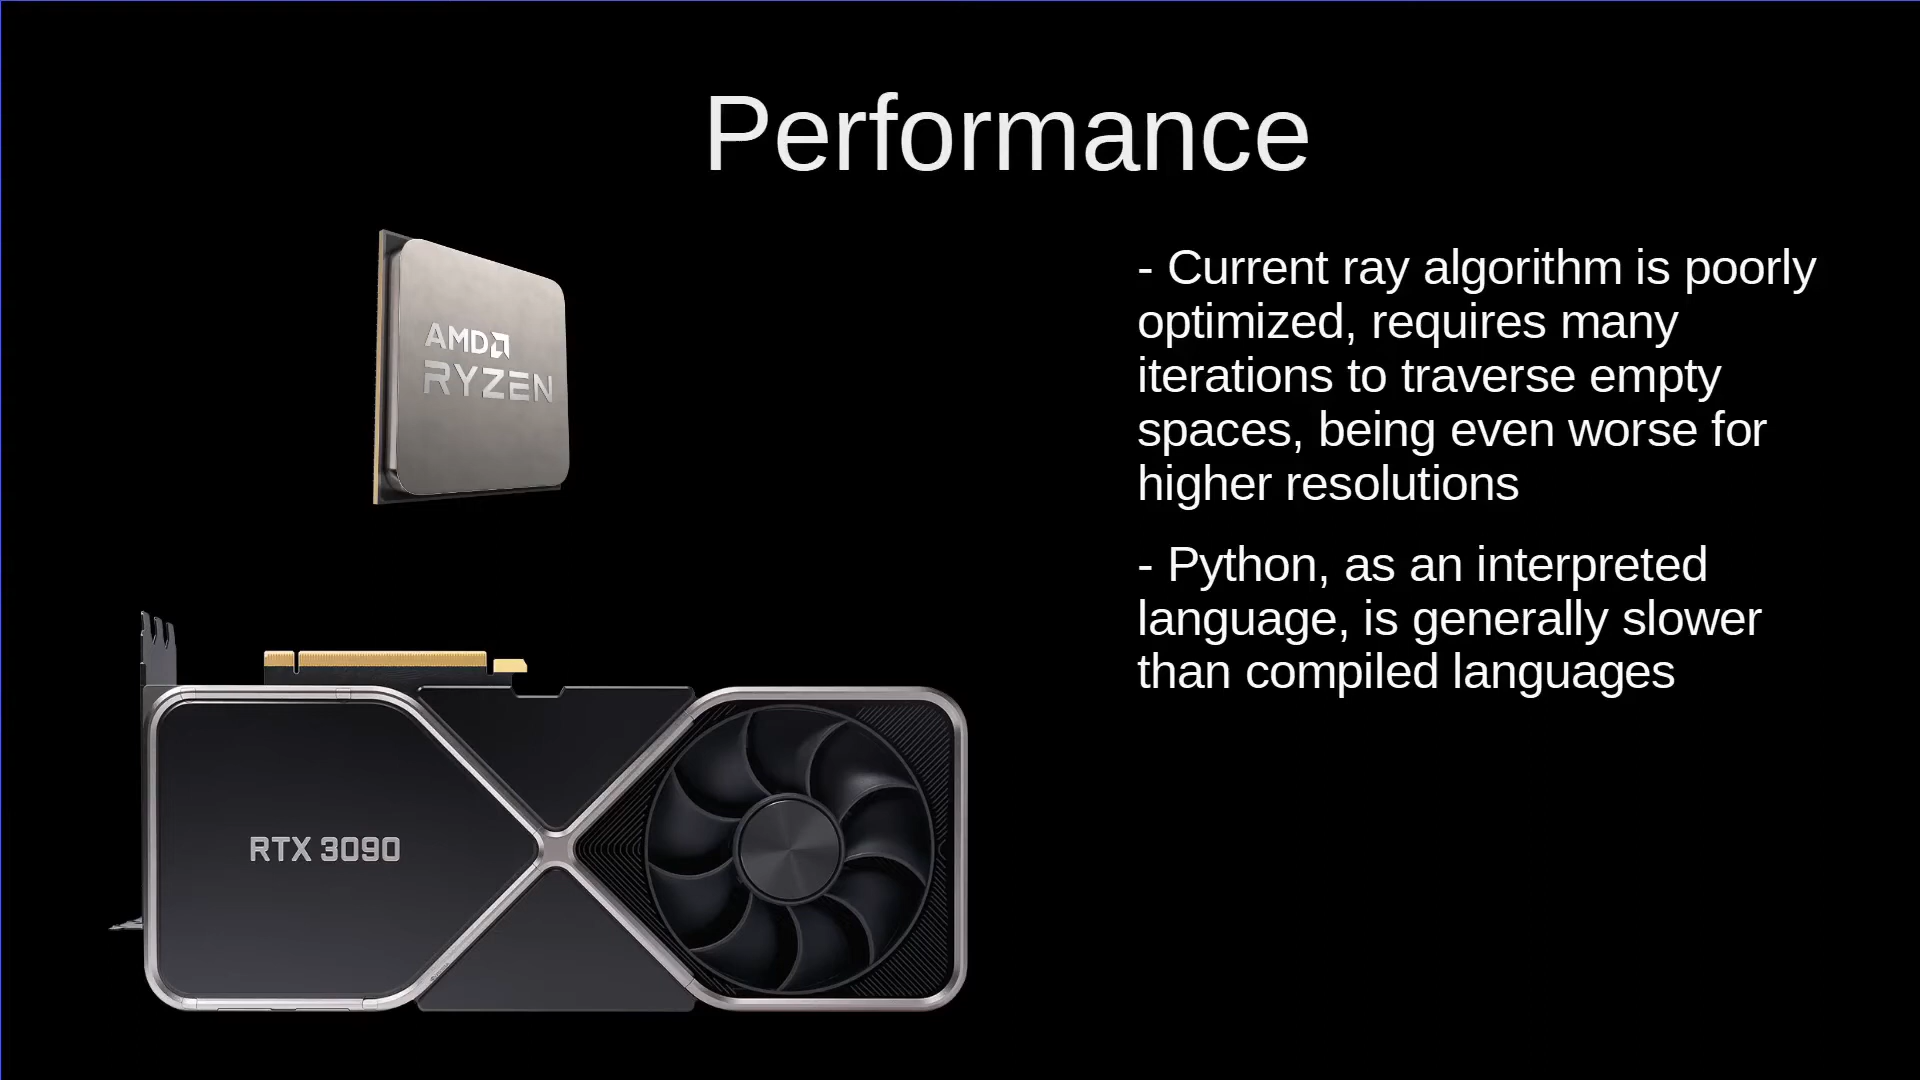 Performance
AMD
RYZEN
RTX 3090
- Current ray algorithm is poorly
optimized, requires many
iterations to traverse empty
spaces, being even worse for
higher resolutions
- Python, as an interpreted
language, is generally slower
than compiled languages